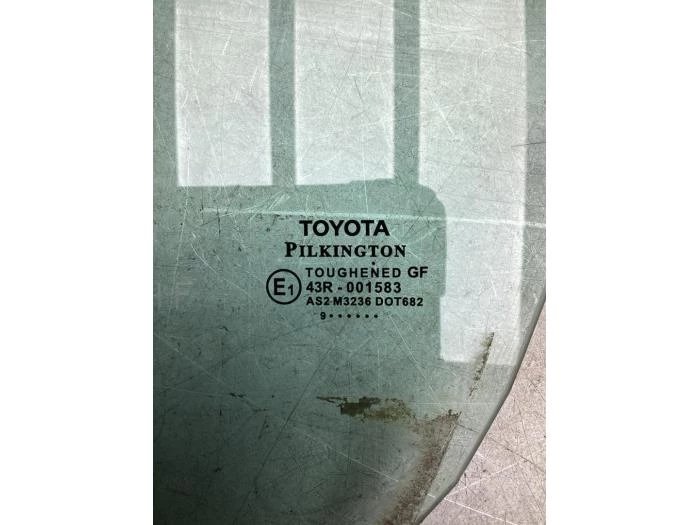 TOYOTA
PILKINGTON
TOUGHENED GF
E1 43R - 001583
AS2 M3236 DOT682
9 • • • • • •